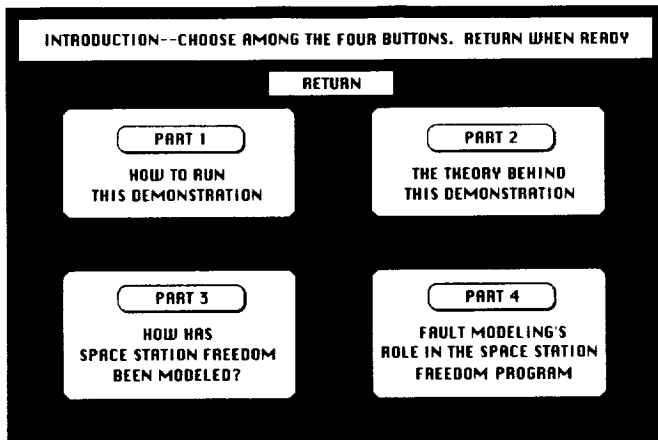 INTRODUCTION--CHOOSE AMONG THE FOUR BUTTONS. RETURN WHEN READY
RETURN
PART 1
HOW TO RUN
THIS DEMONSTRATION
PART 2
THE THEORY BEHIND
THIS DEMONSTRATION
PART 3
HOW HAS
SPACE STATION FREEDOM
BEEN MODELED?
PART 4
FAULT MODELING'S
ROLE IN THE SPACE STATION
FREEDOM PROGRAM